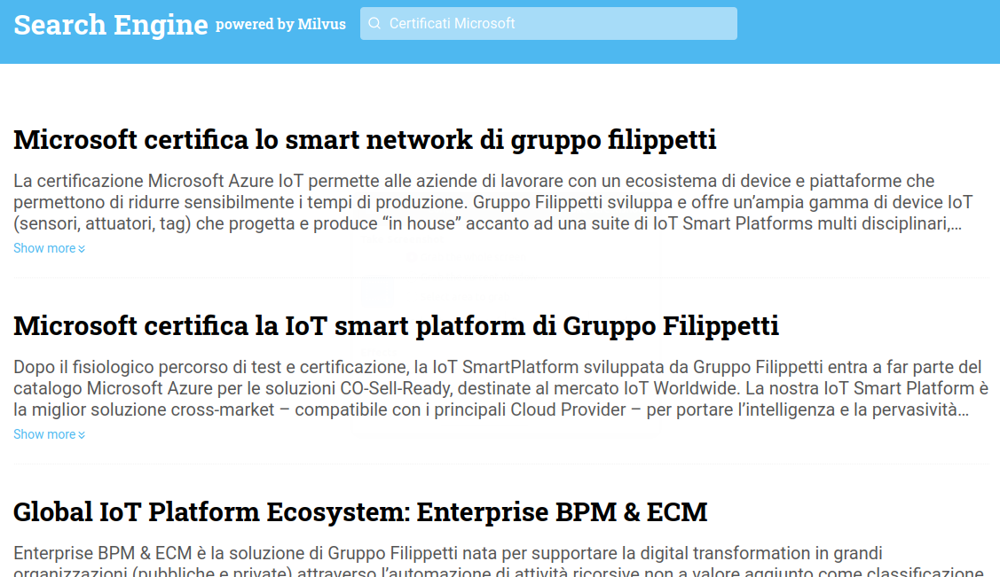 Search Engine powered by Milvus Certificati Microsoft
Microsoft certifica lo smart network di gruppo filippetti
La certificazione Microsoft Azure IoT permette alle aziende di lavorare con un ecosistema di device e piattaforme che
permettono di ridurre sensibilmente i tempi di produzione. Gruppo Filippetti sviluppa e offre un’ampia gamma di device IoT
(sensori, attuatori, tag) che progetta e produce “in house” accanto ad una suite di IoT Smart Platforms multi disciplinari,…
Show more
Microsoft certifica la IoT smart platform di Gruppo Filippetti
Dopo il fisiologico percorso di test e certificazione, la IoT SmartPlatform sviluppata da Gruppo Filippetti entra a far parte del
catalogo Microsoft Azure per le soluzioni CO-Sell-Ready, destinate al mercato IoT Worldwide. La nostra IoT Smart Platform è
la miglior soluzione cross-market – compatibile con i principali Cloud Provider – per portare l’intelligenza e la pervasività…
Show more
Global IoT Platform Ecosystem: Enterprise BPM & ECM
Enterprise BPM & ECM è la soluzione di Gruppo Filippetti nata per supportare la digital transformation in grandi
organizzazioni (pubbliche e private) attraverso l’automazione di attività ricorsive non a valore aggiunto come classificazione